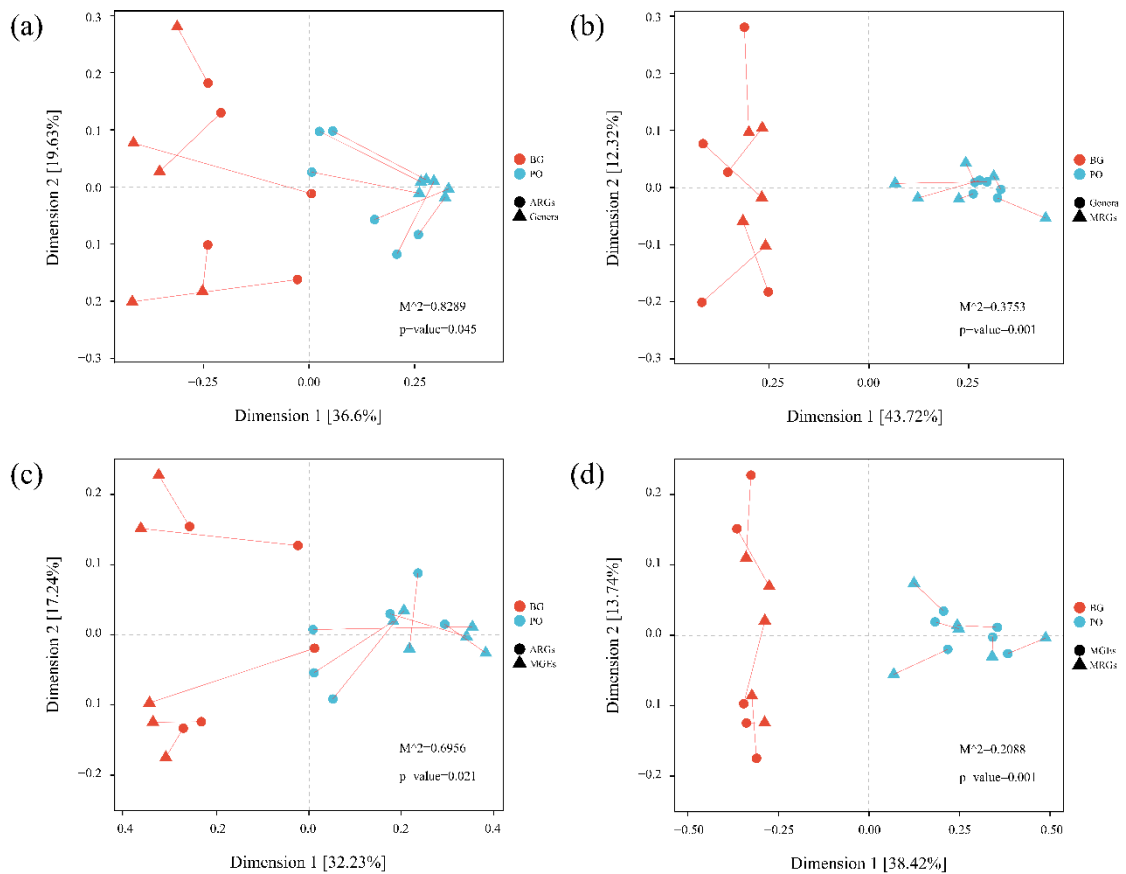 (a)
0.3
0.2
0.1
0.0
0.1
0.2
−0.3
−0.25
0.00
0.25
Dimension 2 [19.63%]
Dimension 1 [36.6%]
BG
PO
ARGs
Genera
M^2=0.8289
p−value=0.045
(b)
0.3
0.2
0.1
0.0
0.1
0.2
−0.3
0.25
0.00
0.25
Dimension 2 [12.32%]
Dimension 1 [43.72%]
BG
PO
Genera
MRGs
M^2−0.3753
p−value−0.001
(c)
0.2
0.1
0.0
0.1
−0.2
0.4
0.2
0.0
0.2
0.4
Dimension 2 [17.24%]
Dimension 1 [32.23%]
BG
PO
ARGs
MGEs
M^2−0.6956
p value=0.021
(d)
0.2
0.1
0.0
0.1
−0.2
−0.50
−0.25
0.00
0.25
0.50
Dimension 2 [13.74%]
Dimension 1 [38.42%]
BG
PO
MGEs
MRGs
M^2−0.2088
p value=0.001